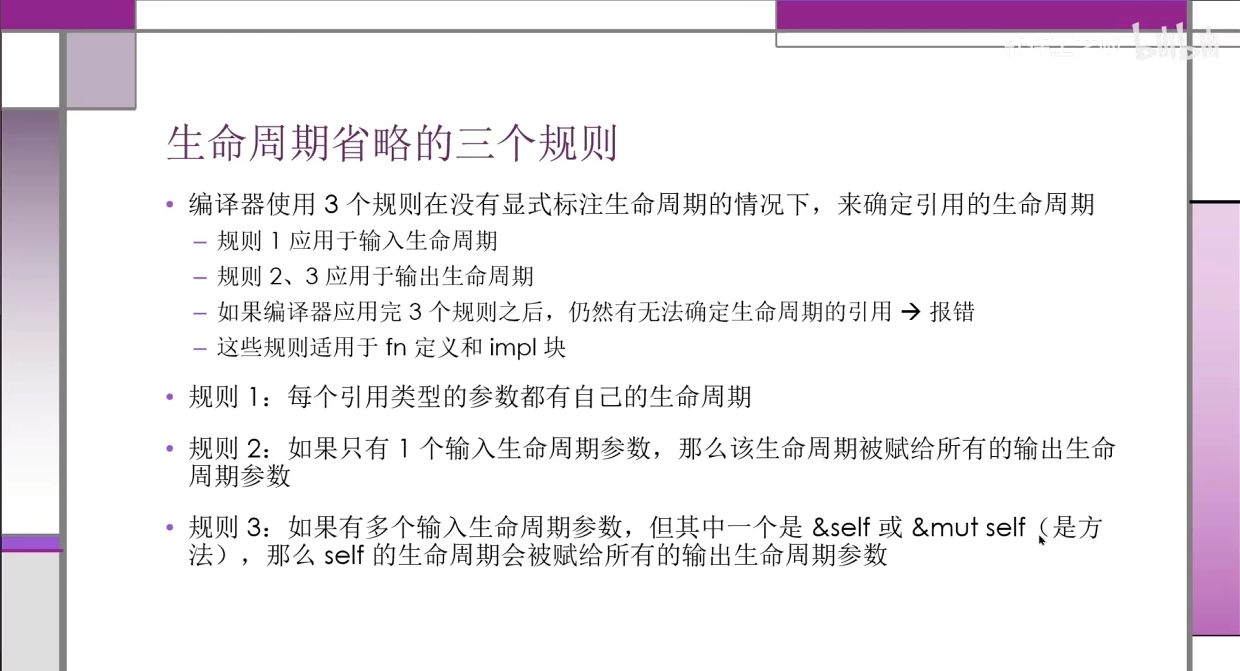 bilibili
生命周期省略的三个规则
• 编译器使用 3 个规则在没有显式标注生命周期的情况下，来确定引用的生命周期
– 规则 1 应用于输入生命周期
– 规则 2、3 应用于输出生命周期
– 如果编译器应用完 3 个规则之后，仍然有无法确定生命周期的引用 → 报错
– 这些规则适用于 fn 定义和 impl 块
• 规则 1：每个引用类型的参数都有自己的生命周期
• 规则 2：如果只有 1 个输入生命周期参数，那么该生命周期被赋给所有的输出生命
周期参数
• 规则 3：如果有多个输入生命周期参数，但其中一个是 &self 或 &mut self（是方
法），那么 self 的生命周期会被赋给所有的输出生命周期参数